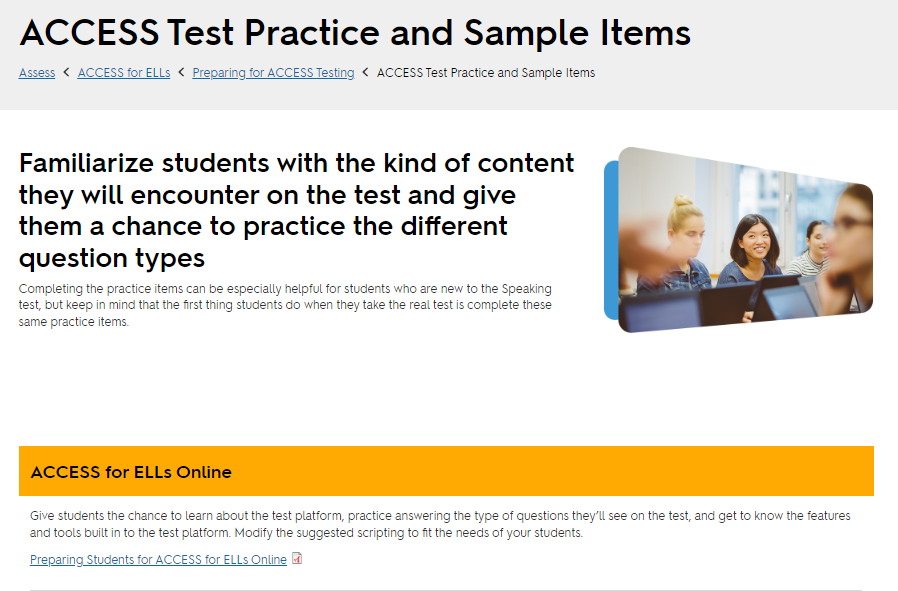 ACCESS Test Practice and Sample Items
Assess < ACCESS for ELLs < Preparing for ACCESS Testing < ACCESS Test Practice and Sample Items
Familiarize students with the kind of content
they will encounter on the test and give
them a chance to practice the different
question types
Completing the practice items can be especially helpful for students who are new to the Speaking
test, but keep in mind that the first thing students do when they take the real test is complete these
same practice items.
ACCESS for ELLs Online
Give students the chance to learn about the test platform, practice answering the type of questions they'll see on the test, and get to know the features
and tools built in to the test platform. Modify the suggested scripting to fit the needs of your students.
Preparing Students for ACCESS for ELLs Online